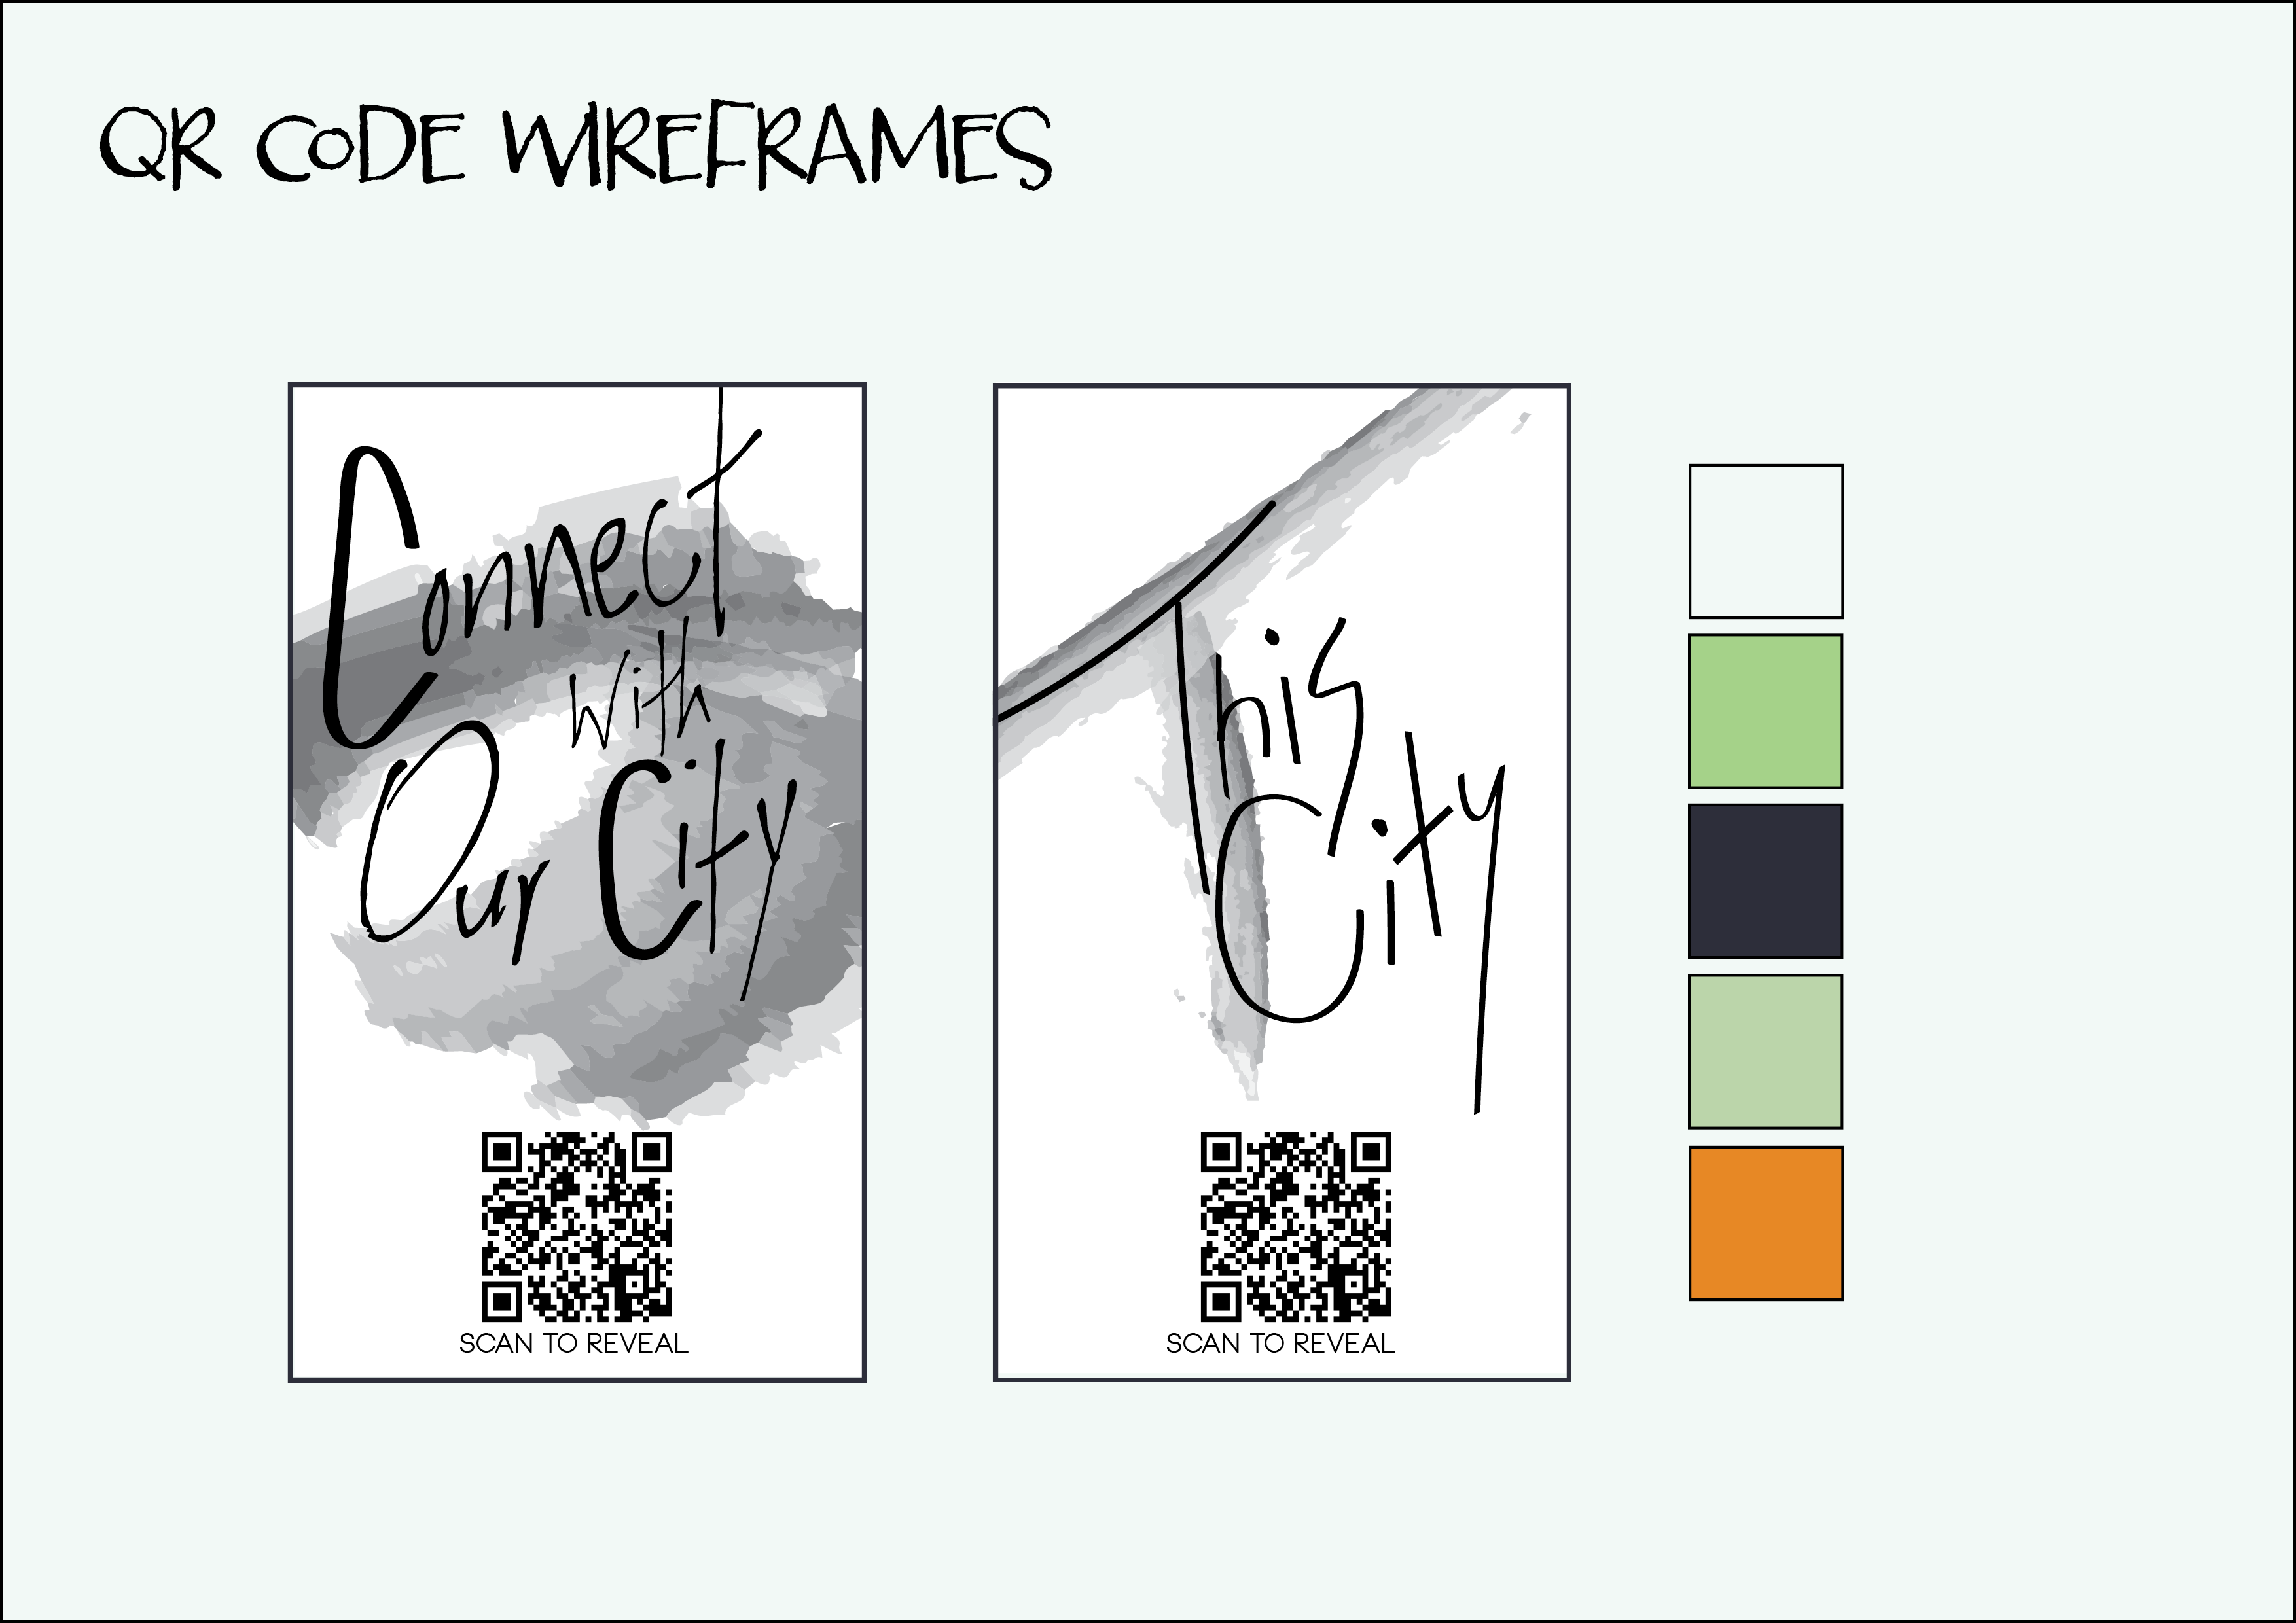 QR CODE WIREFRAMES
Connect
With
Our City
SCAN TO REVEAL
This
City
SCAN TO REVEAL